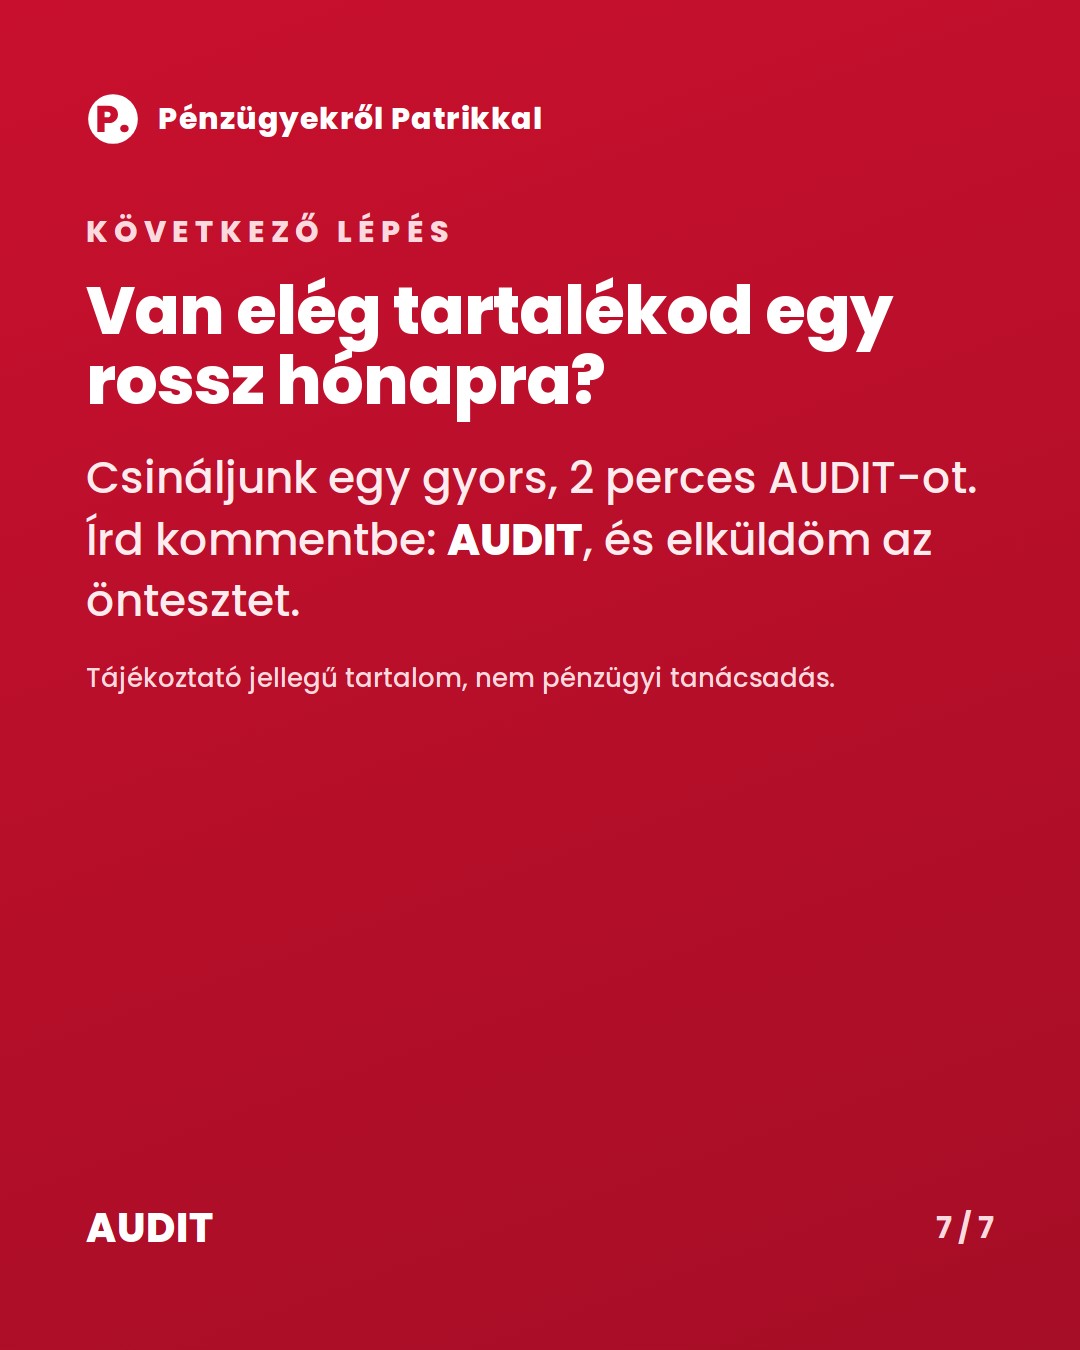 P. Pénzügyekről Patrikkal
KÖVETKEZŐ LÉPÉS
Van elég tartalékod egy
rossz hónapra?
Csináljunk egy gyors, 2 perces AUDIT-ot.
Írd kommentbe: AUDIT, és elküldöm az
öntesztet.
Tájékoztató jellegű tartalom, nem pénzügyi tanácsadás.
AUDIT
7/7